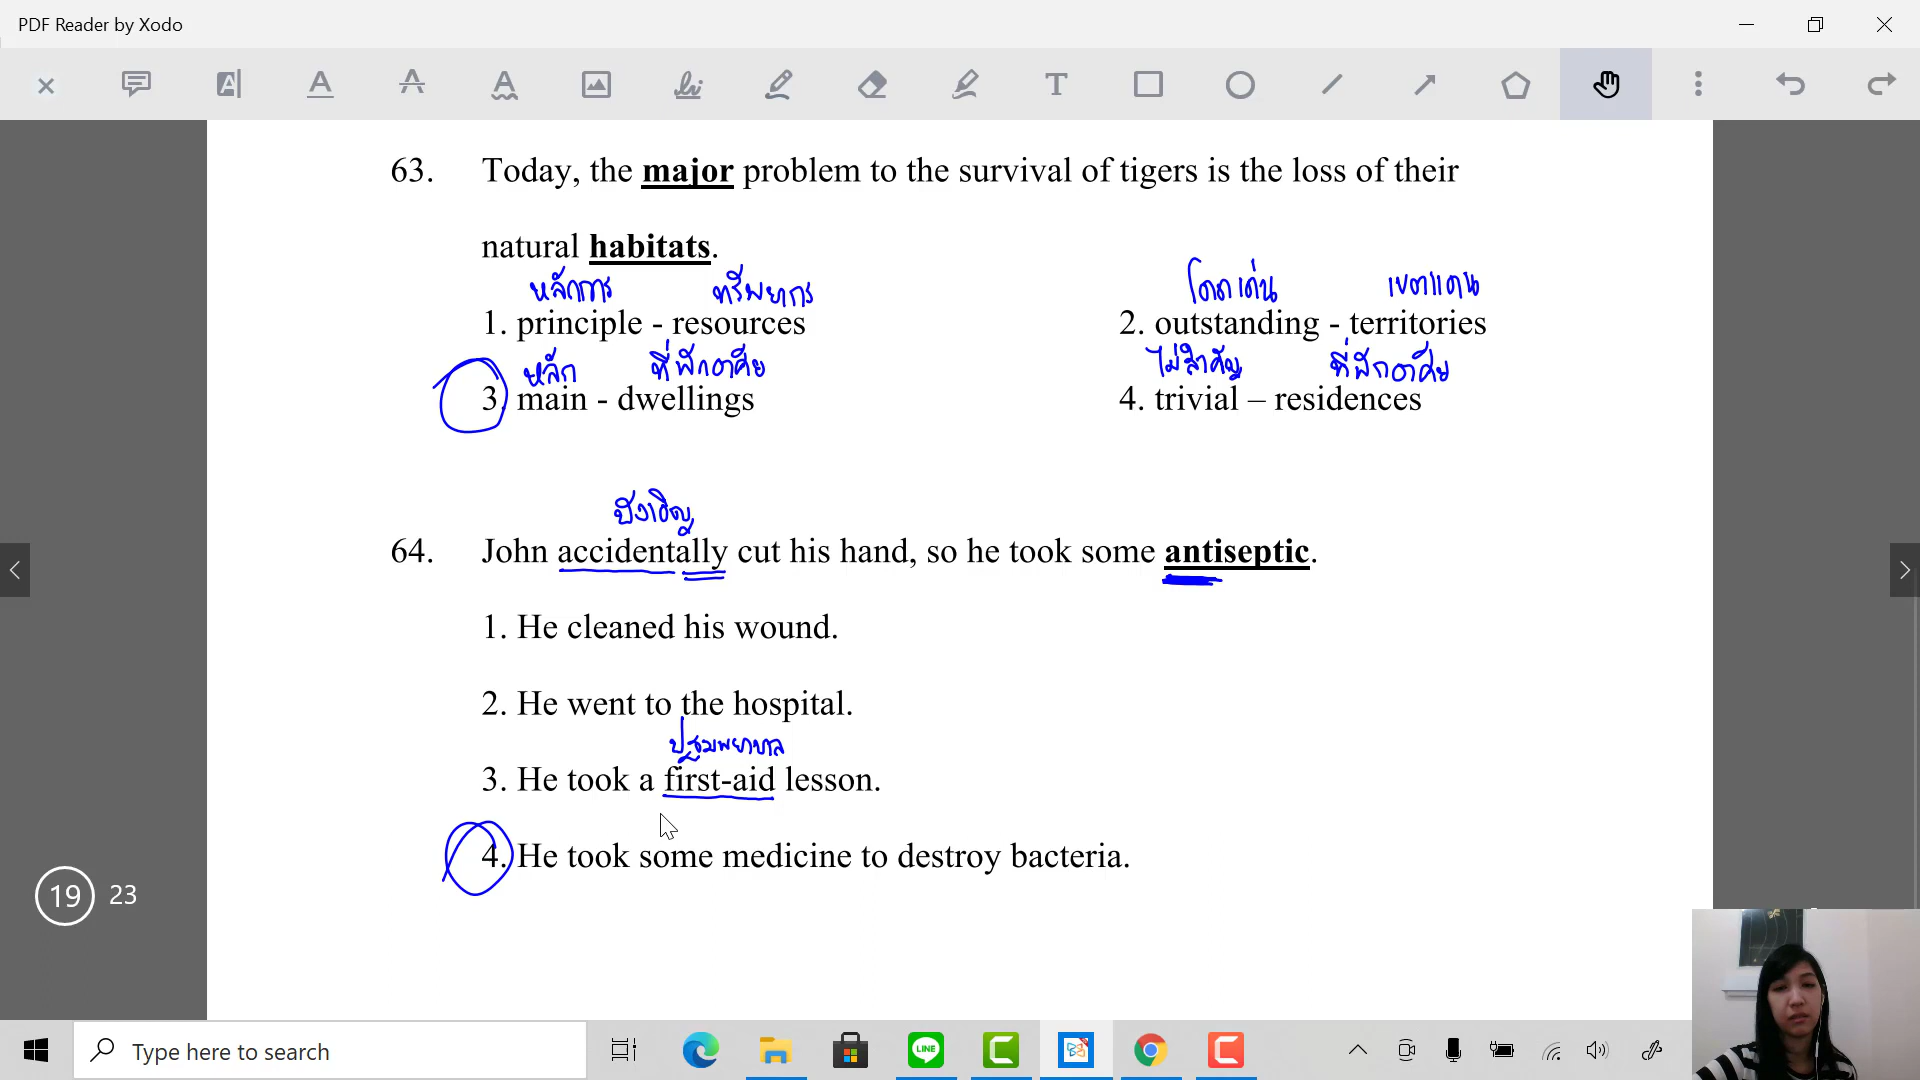 PDF Reader by Xodo
63. Today, the major problem to the survival of tigers is the loss of their
natural habitats.
หลักการ ทรัพยากร โดดเด่น เขตแดน
1. principle - resources 2. outstanding - territories
หลัก ที่พักอาศัย ไม่สำคัญ ที่พักอาศัย
3. main - dwellings 4. trivial – residences
บังเอิญ
64. John accidentally cut his hand, so he took some antiseptic.
1. He cleaned his wound.
2. He went to the hospital.
ปฐมพยาบาล
3. He took a first-aid lesson.
4. He took some medicine to destroy bacteria.
19 23
Type here to search
LINE